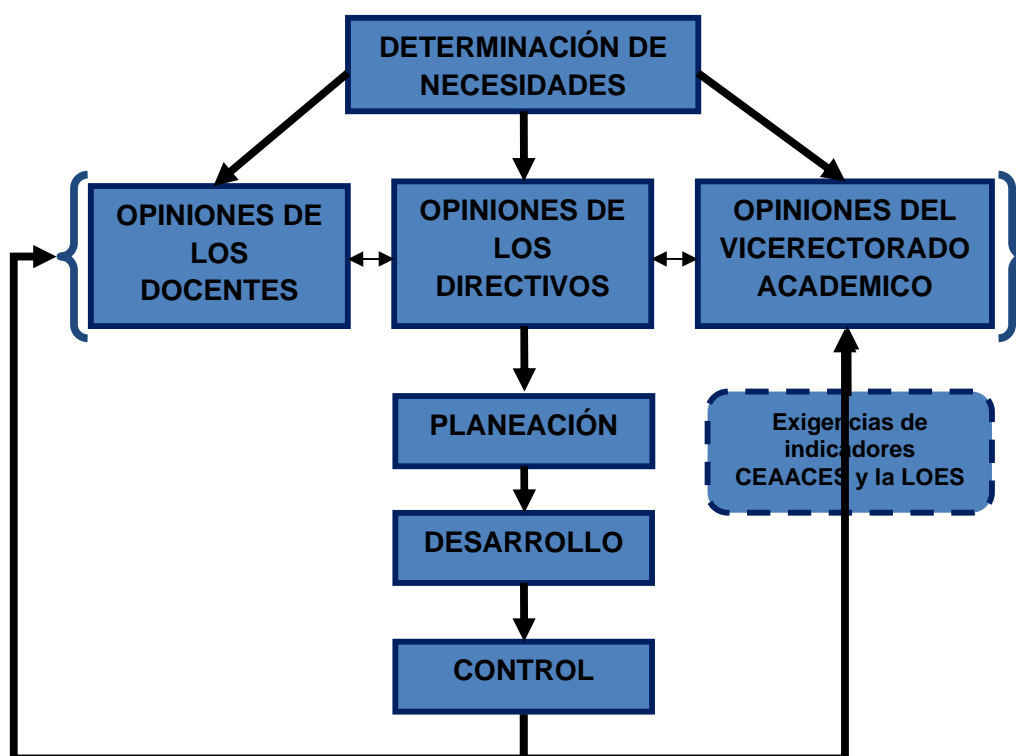 DETERMINACIÓN DE
NECESIDADES
OPINIONES DE
LOS
DOCENTES
OPINIONES DE
LOS
DIRECTIVOS
OPINIONES DEL
VICERECTORADO
ACADEMICO
PLANEACIÓN
Exigencias de
indicadores
CEAACES y la LOES
DESARROLLO
CONTROL